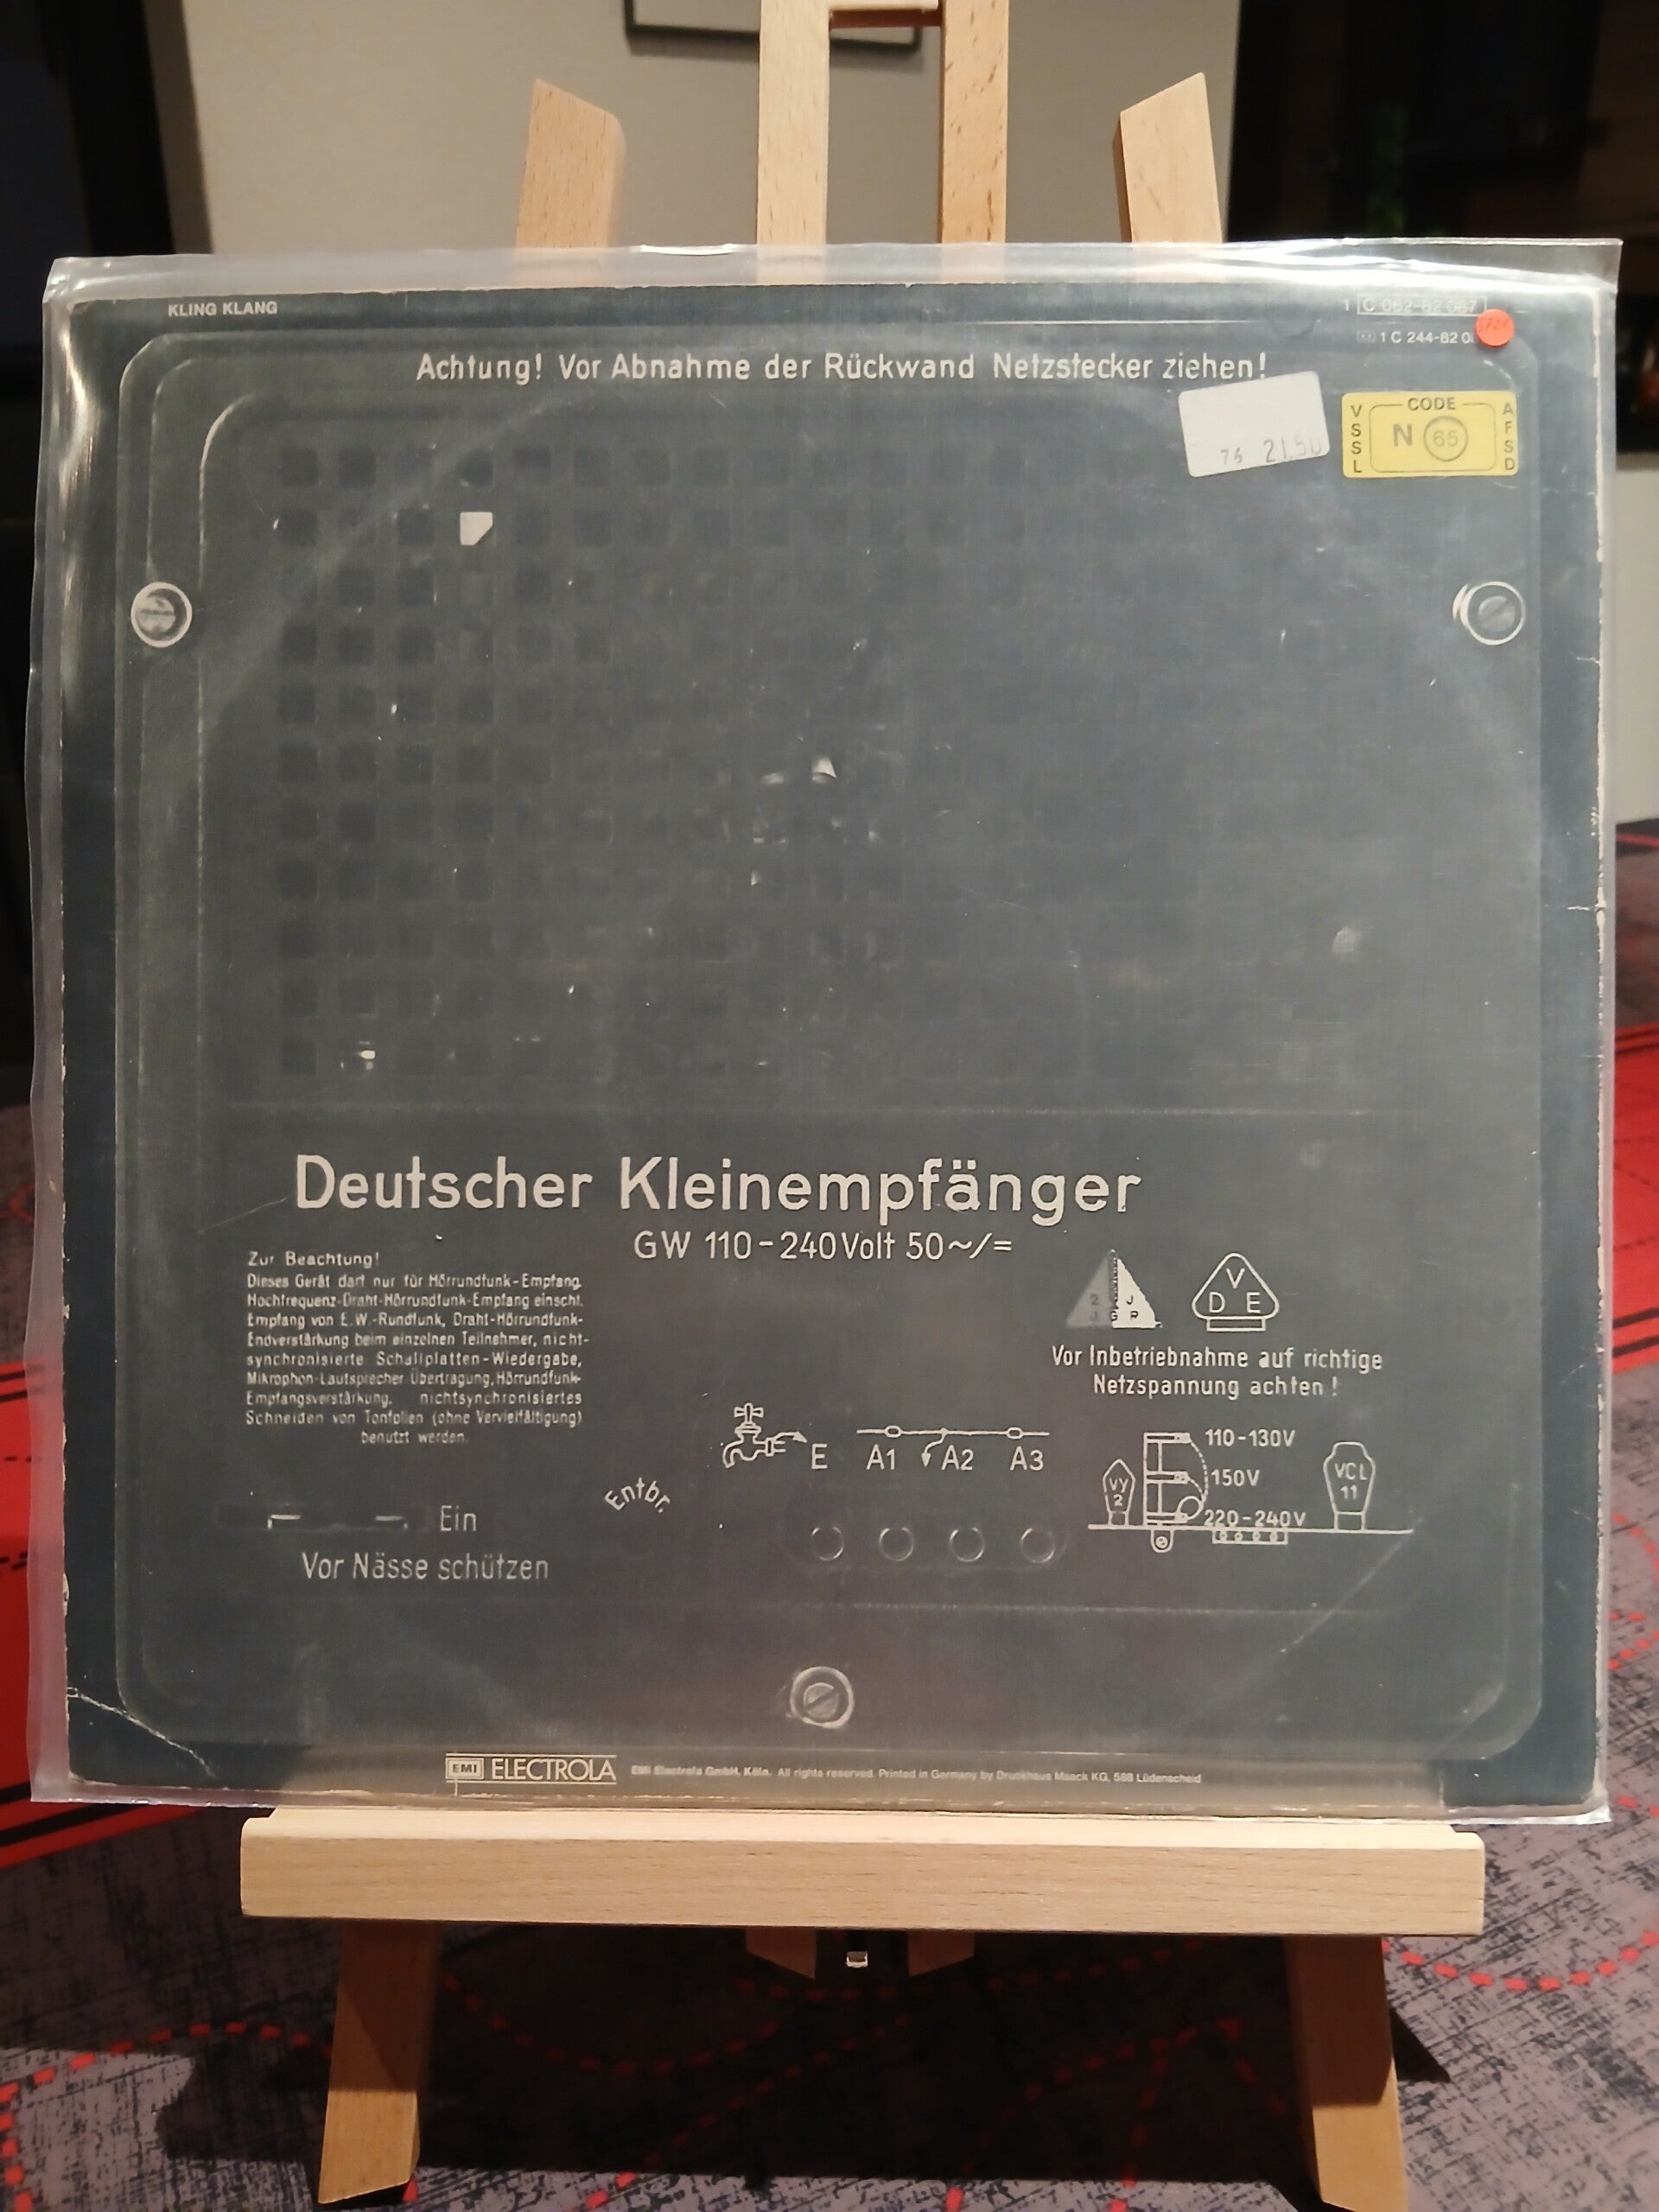 KLING KLANG
1 C 062-82 087
1 C 244-82 0
Achtung! Vor Abnahme der Rückwand Netzstecker ziehen!
76 21.50
CODE
VSSL
N 65
AFSD
Deutscher Kleinempfänger
GW 110-240Volt 50~/=
Zur Beachtung!
Dieses Gerät darf nur für Hörrundfunk-Empfang,
Hochfrequenz-Draht-Hörrundfunk-Empfang einschl.
Empfang von E.W.-Rundfunk, Draht-Hörrundfunk-
Endverstärkung beim einzelnen Teilnehmer, nicht-
synchronisierte Schallplatten-Wiedergabe,
Mikrophon-Lautsprecher Übertragung, Hörrundfunk-
Empfangsverstärkung, nichtsynchronisiertes
Schneiden von Tonfolien (ohne Vervielfältigung)
benutzt werden.
V
D E
Vor Inbetriebnahme auf richtige
Netzspannung achten!
E A1 A2 A3
110-130V
150V
220-240V
VY
2
VCL
11
Entbr.
Ein
Vor Nässe schützen
EMI ELECTROLA EMI Electrola GmbH, Köln. All rights reserved. Printed in Germany by Druckhaus Maack KG, 588 Lüdenscheid